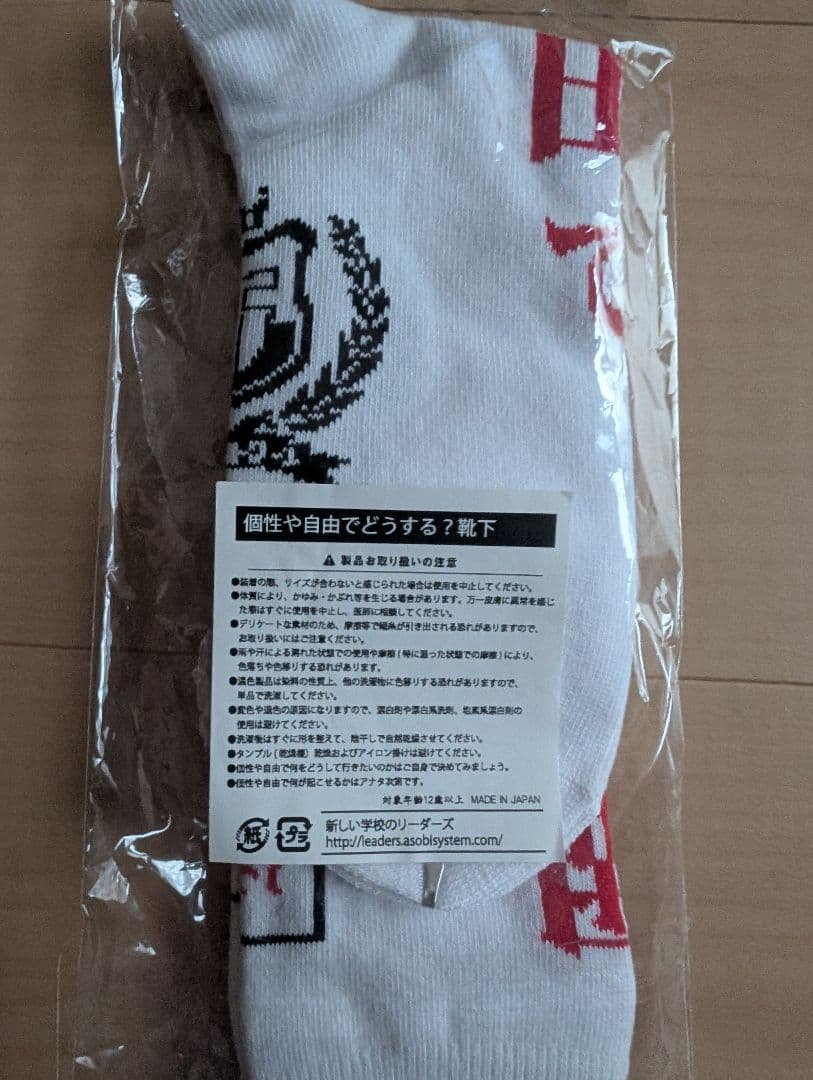 由
で
個性や自由でどうする？靴下
製品お取り扱いの注意
●装着の際、サイズが合わないと感じられた場合は使用を中止してください。
●体質により、かゆみ・かぶれ等を生じる場合があります。万一皮膚に異常を感じ
た際はすぐに使用を中止し、医師に相談してください。
●デリケートな素材のため、摩擦等で編糸が引き出される恐れがありますので、
お取り扱いにはご注意ください。
●雨や汗による濡れた状態での使用や摩擦(特に湿った状態での摩擦)により、
色落ちや色移りする恐れがあります。
●濃色製品は染料の性質上、他の洗濯物に色移りする恐れがありますので、
単品で洗濯してください。
●変色や退色の原因になりますので、漂白剤や漂白系洗剤、塩素系漂白剤の
使用は避けてください。
●洗濯後はすぐに形を整えて、陰干しで自然乾燥させてください。
●タンブル(乾燥機)乾燥およびアイロン掛けは避けてください。
●個性や自由で何をどうして行きたいのかはご自身で決めてみましょう。
●個性や自由で何が起こせるかはアナタ次第です。
対象年齢12歳以上 MADE IN JAPAN
紙 プラ 新しい学校のリーダーズ
http://leaders.asobisystem.com/